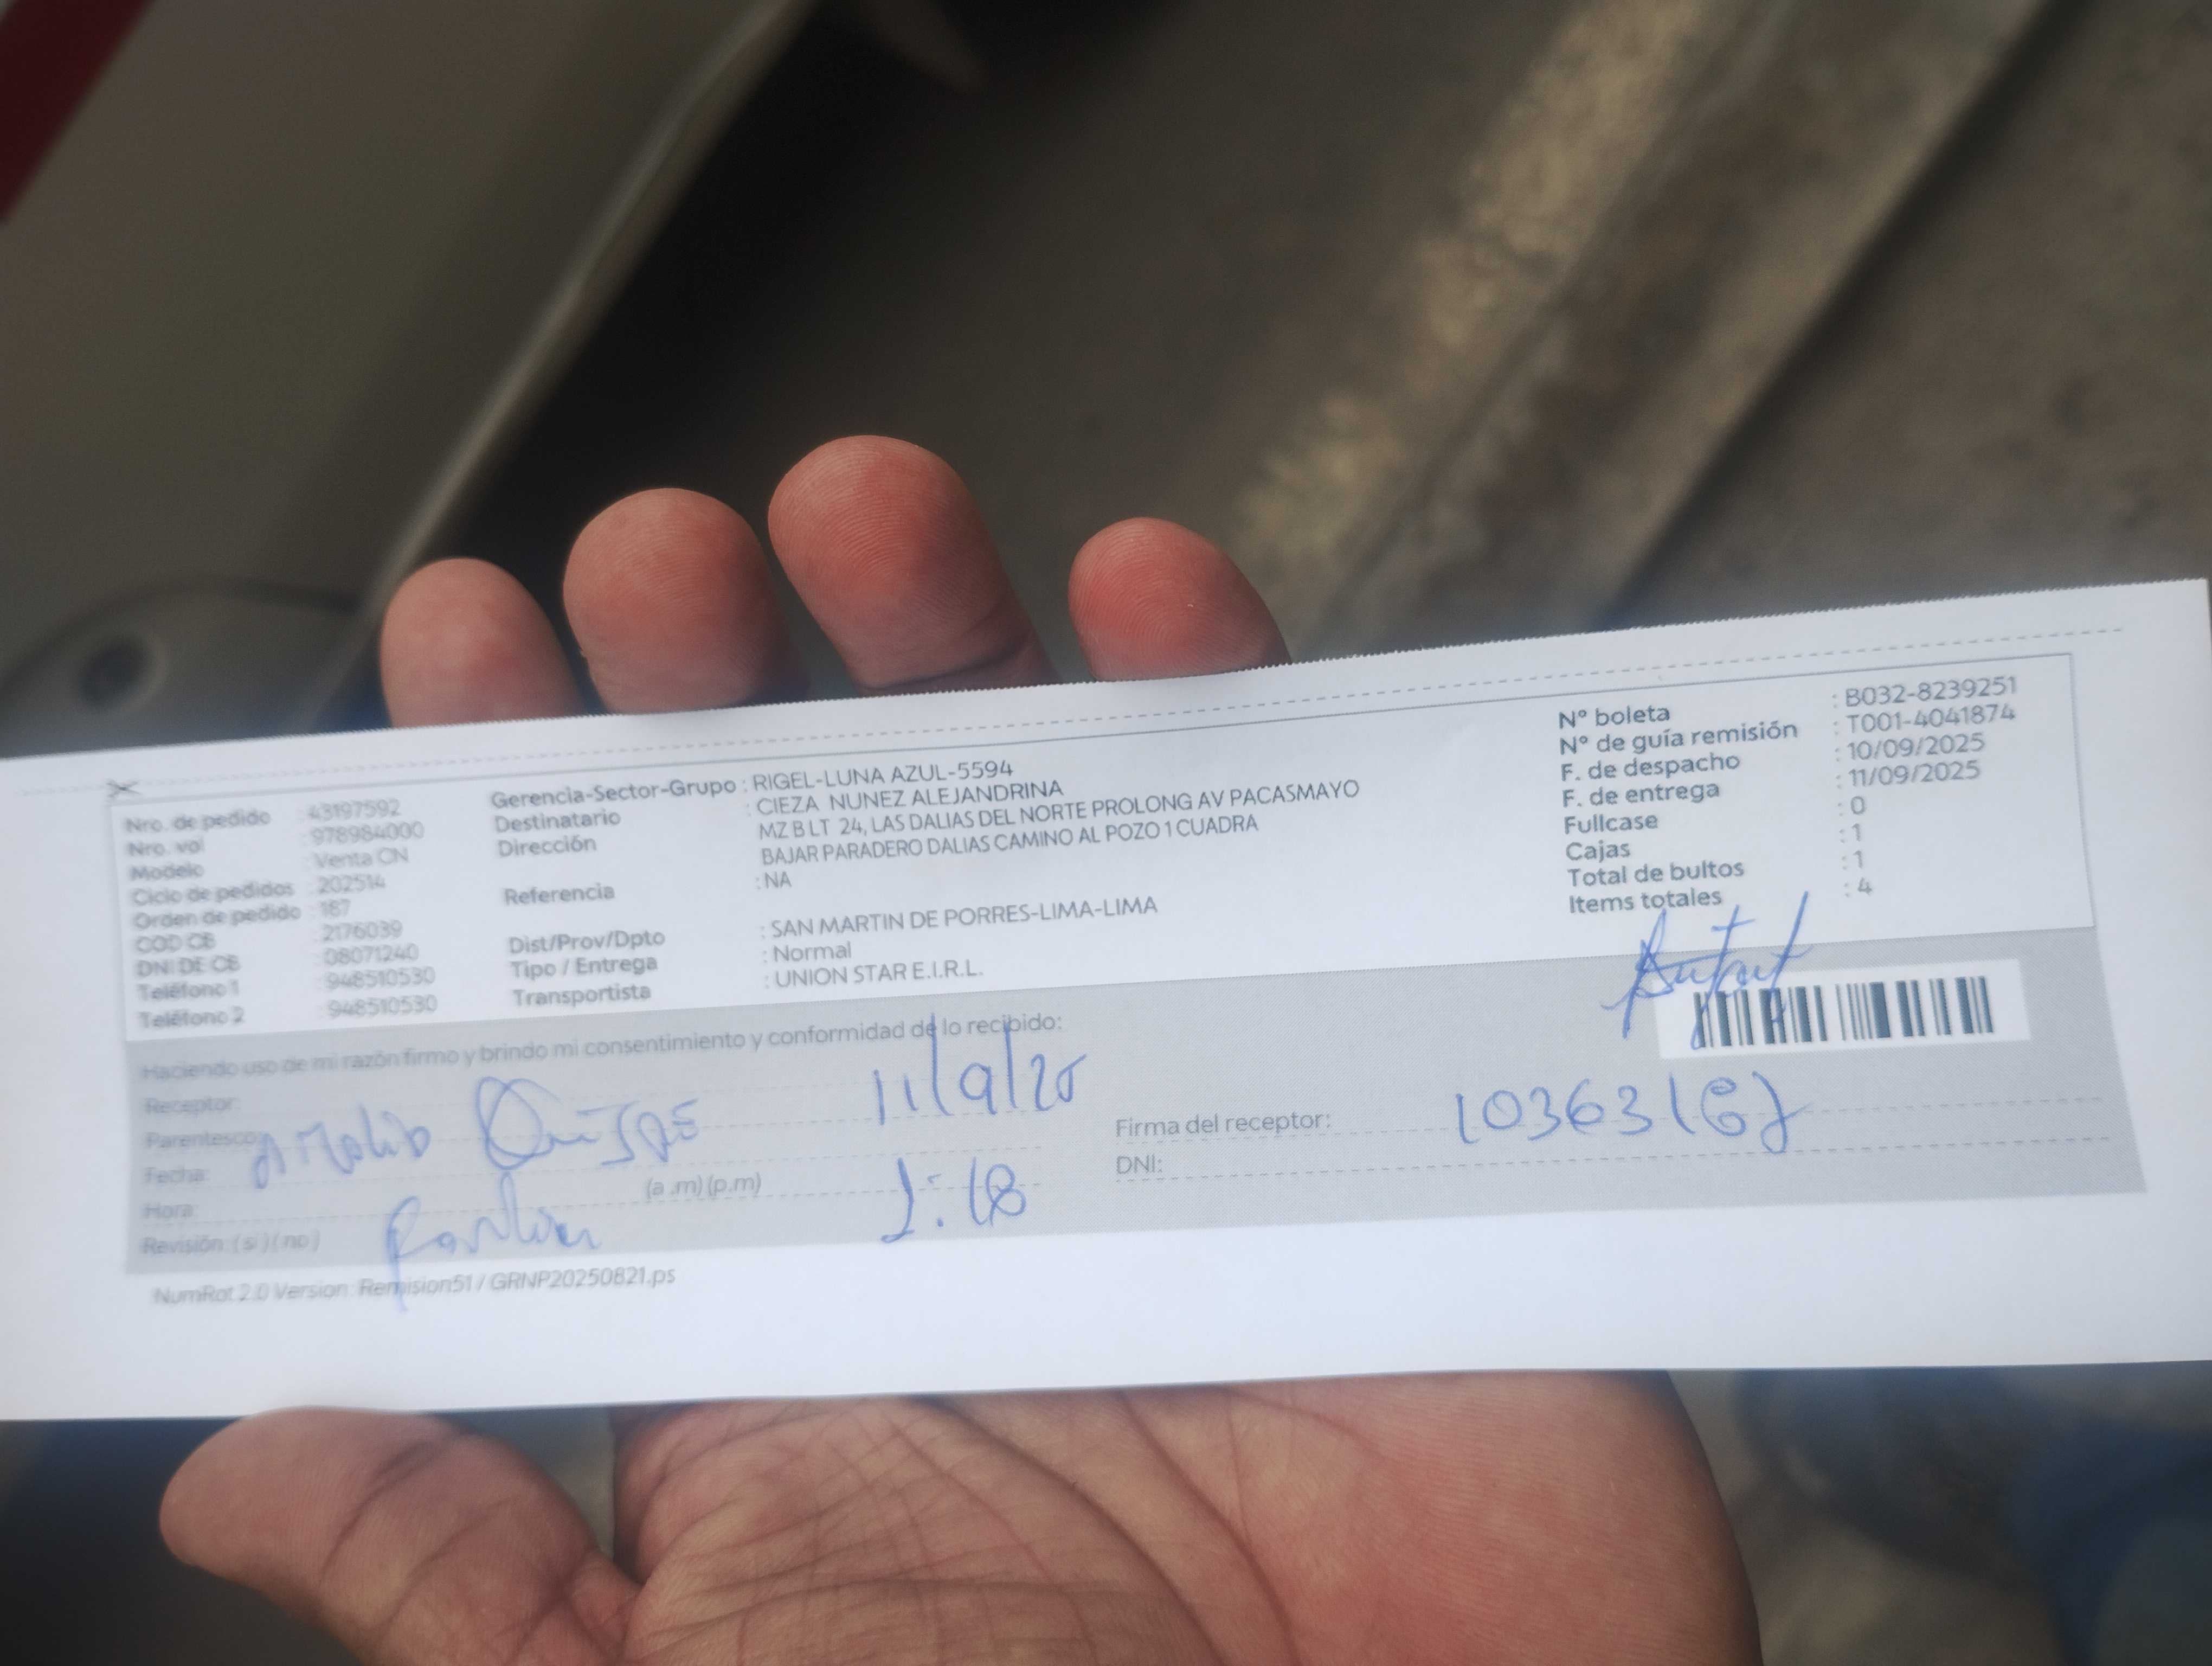 Nro. de pedido : 43197592
Nro. vol : 978984000
Modelo : Venta CN
Ciclo de pedidos : 202514
Orden de pedido : 187
COD CB : 2176039
DNI DE CB : 08071240
Teléfono 1 : 948510530
Teléfono 2 : 948510530
Gerencia-Sector-Grupo : RIGEL-LUNA AZUL-5594
Destinatario : CIEZA NUNEZ ALEJANDRINA
Dirección MZ B LT 24, LAS DALIAS DEL NORTE PROLONG AV PACASMAYO
BAJAR PARADERO DALIAS CAMINO AL POZO 1 CUADRA
Referencia : NA
Dist/Prov/Dpto : SAN MARTIN DE PORRES-LIMA-LIMA
Tipo / Entrega : Normal
Transportista : UNION STAR E.I.R.L.
N° boleta : B032-8239251
N° de guía remisión : T001-4041874
F. de despacho : 10/09/2025
F. de entrega : 11/09/2025
Fullcase : 0
Cajas : 1
Total de bultos : 1
Items totales : 4
Haciendo uso de mi razón firmo y brindo mi consentimiento y conformidad de lo recibido:
Receptor:
Parentesco:
Fecha: 11/9/25
Hora: (a .m) (p.m)
Revisión: ( si ) ( no )
Firma del receptor:
DNI:
NumRot 2.0 Version: Remision51 / GRNP20250821.ps